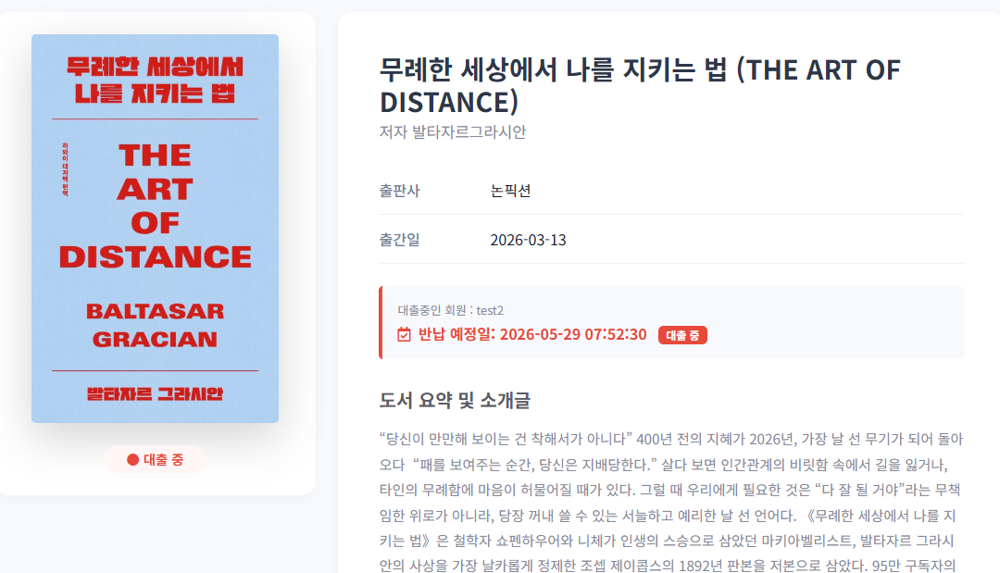 무례한 세상에서
나를 지키는 법
하와이 대저택 편역
THE
ART
OF
DISTANCE
BALTASAR
GRACIAN
발타자르 그라시안
대출 중
무례한 세상에서 나를 지키는 법 (THE ART OF
DISTANCE)
저자 발타자르그라시안
출판사 논픽션
출간일 2026-03-13
대출중인 회원 : test2
반납 예정일: 2026-05-29 07:52:30 대출 중
도서 요약 및 소개글
“당신이 만만해 보이는 건 착해서가 아니다” 400년 전의 지혜가 2026년, 가장 날 선 무기가 되어 돌아
오다 “패를 보여주는 순간, 당신은 지배당한다.” 살다 보면 인간관계의 비릿함 속에서 길을 잃거나,
타인의 무례함에 마음이 허물어질 때가 있다. 그럴 때 우리에게 필요한 것은 “다 잘 될 거야”라는 무책
임한 위로가 아니라, 당장 꺼내 쓸 수 있는 서늘하고 예리한 날 선 언어다. 《무례한 세상에서 나를 지
키는 법》은 철학자 쇼펜하우어와 니체가 인생의 스승으로 삼았던 마키아벨리스트, 발타자르 그라시
안의 사상을 가장 날카롭게 정제한 조셉 제이콥스의 1892년 판본을 저본으로 삼았다. 95만 구독자의